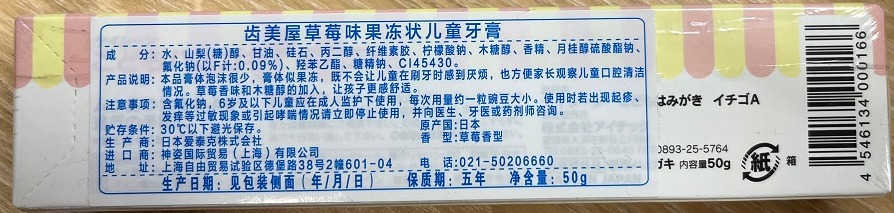 齿美屋草莓味果冻状儿童牙膏
成 分：水、山梨(糖)醇、甘油、硅石、丙二醇、纤维素胶、柠檬酸钠、木糖醇、香精、月桂醇硫酸酯钠、
氟化钠(以F计:0.09%)、羟苯乙酯、糖精钠、CI45430。
产品说明：本品膏体泡沫很少，膏体似果冻，既不会让儿童在刷牙时感到厌烦，也方便家长观察儿童口腔清洁
情况。草莓香味和木糖醇的加入，让孩子更感舒适。
注意事项：含氟化钠，6岁及以下儿童应在成人监护下使用，每次用量约一粒豌豆大小。使用时若出现起疹、
发痒等过敏现象或引起哮喘情况请立即停止使用，并向医生、牙医或药剂师咨询。
贮存条件：30℃以下避光保存。 原产国:日本
生 产 商：日本爱泰克株式会社 香 型:草莓香型
进 口 商：神姿国际贸易（上海）有限公司
地 址：上海自由贸易试验区德堡路38号2幢601-04 电 话:021-50206660
生产日期：见包装侧面（年/月/日） 保质期：五年 净含量：50g
はみがき イチゴA
0893-25-5764
ガキ 内容量50g
紙
箱
4 546134 000166